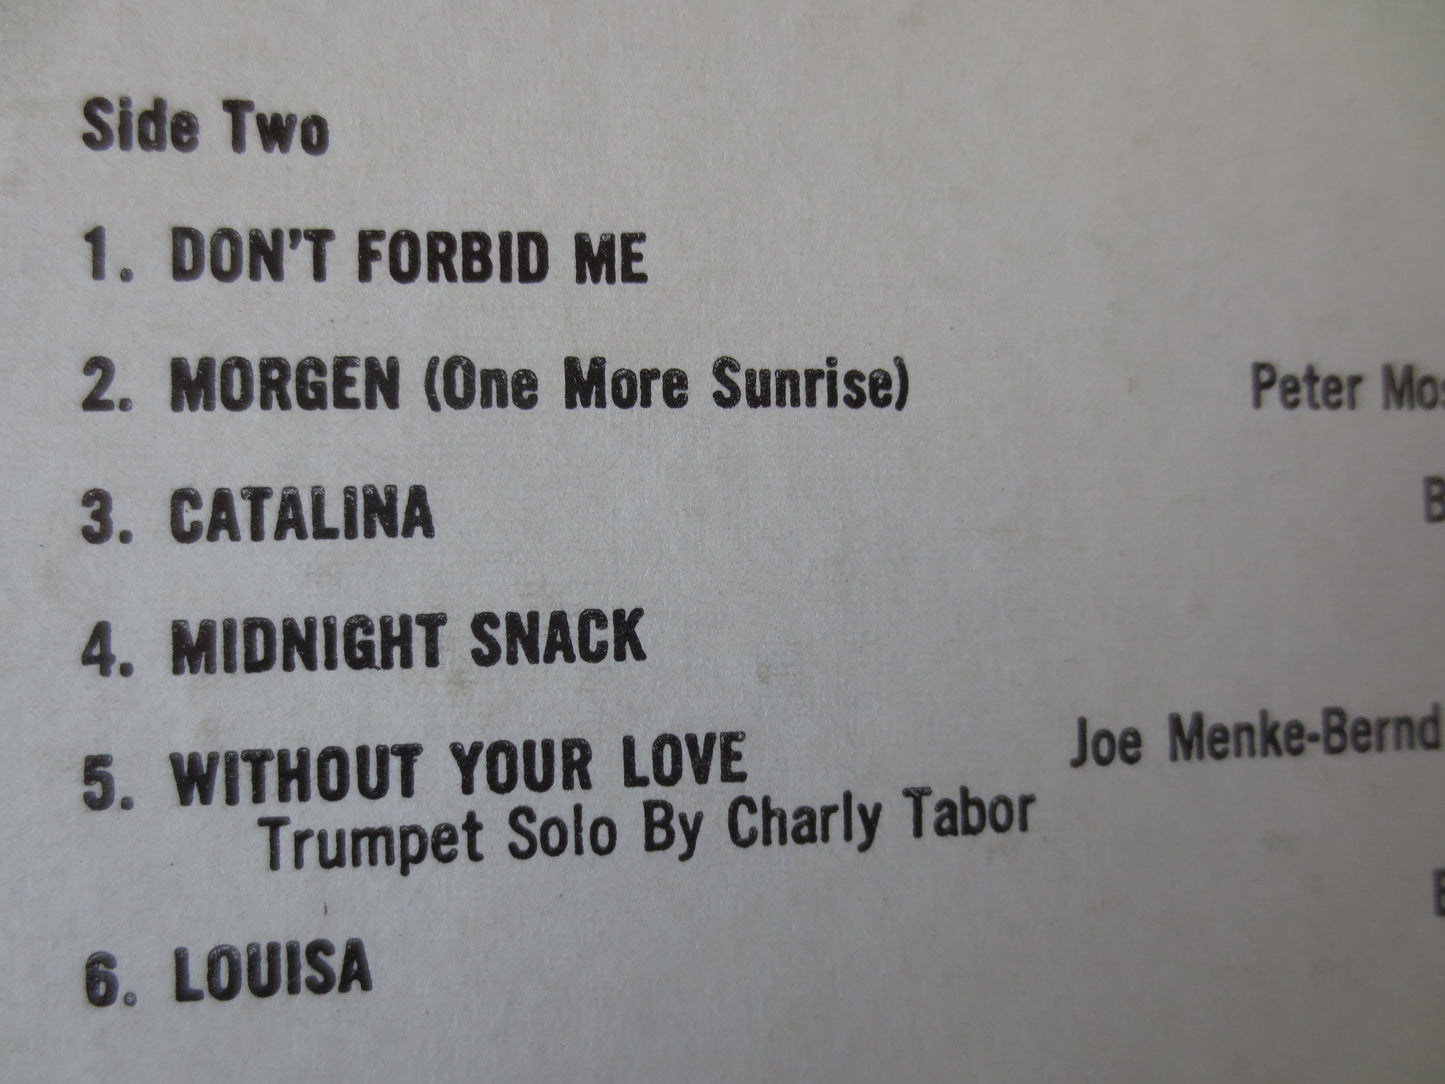 Side Two
1. DON'T FORBID ME
2. MORGEN (One More Sunrise) Peter
3. CATALINA
4. MIDNIGHT SNACK
5. WITHOUT YOUR LOVE Joe Menke-Bernd
Trumpet Solo By Charly Tabor
6. LOUISA